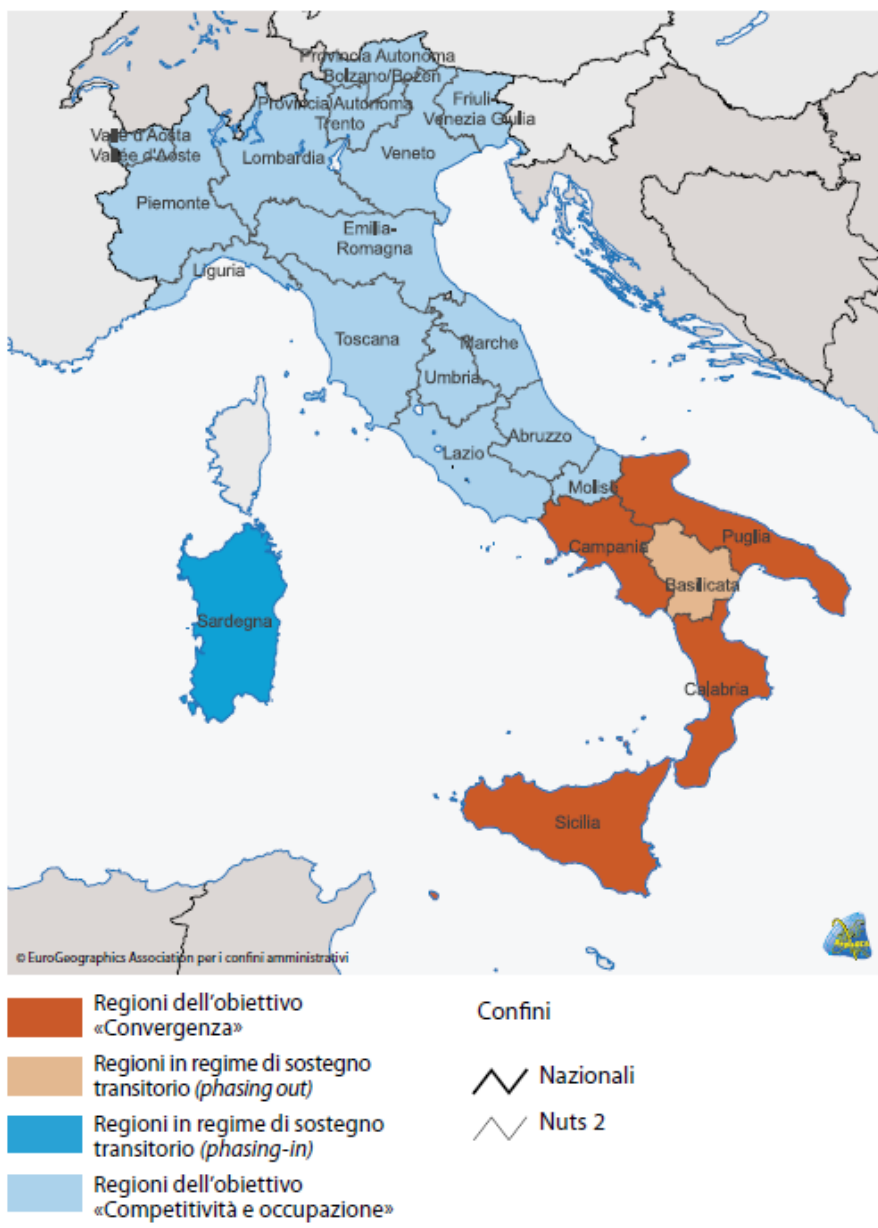 Provincia Autonoma
Bolzano/Bozen
Provincia Autonoma
Trento
Friuli-
Venezia Giulia
Valle d'Aosta
Vallée d'Aoste
Lombardia
Veneto
Piemonte
Emilia-
Romagna
Liguria
Toscana
Marche
Umbria
Abruzzo
Lazio
Molise
Puglia
Campania
Basilicata
Sardegna
Calabria
Sicilia
© EuroGeographics Association per i confini amministrativi
Regioni dell'obiettivo
«Convergenza»
Regioni in regime di sostegno
transitorio (phasing out)
Regioni in regime di sostegno
transitorio (phasing-in)
Regioni dell'obiettivo
«Competitività e occupazione»
Confini
Nazionali
Nuts 2